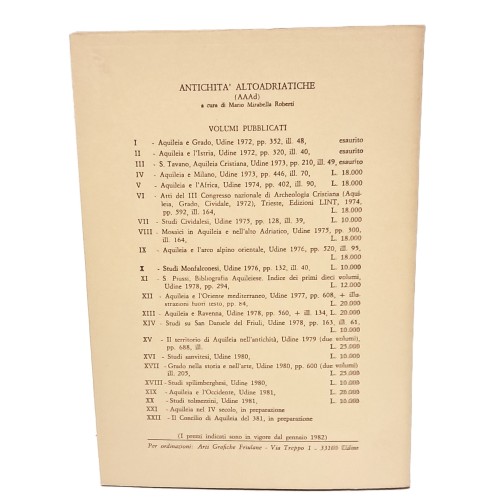 ANTICHITA' ALTOADRIATICHE
(AAAd)
a cura di Mario Mirabella Roberti
VOLUMI PUBBLICATI
I - Aquileia e Grado, Udine 1972, pp. 352, ill. 48, esaurito
II - Aquileia e l'Istria, Udine 1972, pp. 320, ill. 40, esaurito
III - S. Tavano, Aquileia Cristiana, Udine 1973, pp. 210, ill. 49, esaurito
IV - Aquileia e Milano, Udine 1973, pp. 446, ill. 70, L. 18.000
V - Aquileia e l'Africa, Udine 1974, pp. 402, ill. 90, L. 18.000
VI - Atti del III Congresso nazionale di Archeologia Cristiana (Aqui-
leia, Grado, Cividale, 1972), Trieste, Edizioni LINT, 1974,
pp. 592, ill. 164, L. 18.000
VII - Studi Cividalesi, Udine 1975, pp. 128, ill. 39, L. 10.000
VIII - Mosaici in Aquileia e nell'alto Adriatico, Udine 1975, pp. 300,
ill. 164, L. 18.000
IX - Aquileia e l'arco alpino orientale, Udine 1976, pp. 520, ill. 95,
L. 18.000
X - Studi Monfalconesi, Udine 1976, pp. 132, ill. 40, L. 10.000
XI - S. Piussi, Bibliografia Aquileiese. Indice dei primi dieci volumi,
Udine 1978, pp. 294, L. 12.000
XII - Aquileia e l'Oriente mediterraneo, Udine 1977, pp. 608, + illu-
strazioni fuori testo, pp. 84, L. 20.000
XIII - Aquileia e Ravenna, Udine 1978, pp. 560, + ill. 134, L. 20.000
XIV - Studi su San Daniele del Friuli, Udine 1978, pp. 163, ill. 61,
L. 10.000
XV - Il territorio di Aquileia nell'antichità, Udine 1979 (due volumi),
pp. 688, ill. L. 25.000
XVI - Studi sanvitesi, Udine 1980, L. 10.000
XVII - Grado nella storia e nell'arte, Udine 1980, pp. 600 (due volumi)
ill. 205, L. 25.000
XVIII - Studi spilimberghesi, Udine 1980, L. 10.000
XIX - Aquileia e l'Occidente, Udine 1981, L. 20.000
XX - Studi tolmezzini, Udine 1981, L. 10.000
XXI - Aquileia nel IV secolo, in preparazione
XXII - Il Concilio di Aquileia del 381, in preparazione
(I prezzi indicati sono in vigore dal gennaio 1982)
Per ordinazioni: Arti Grafiche Friulane - Via Treppo 1 - 33100 Udine